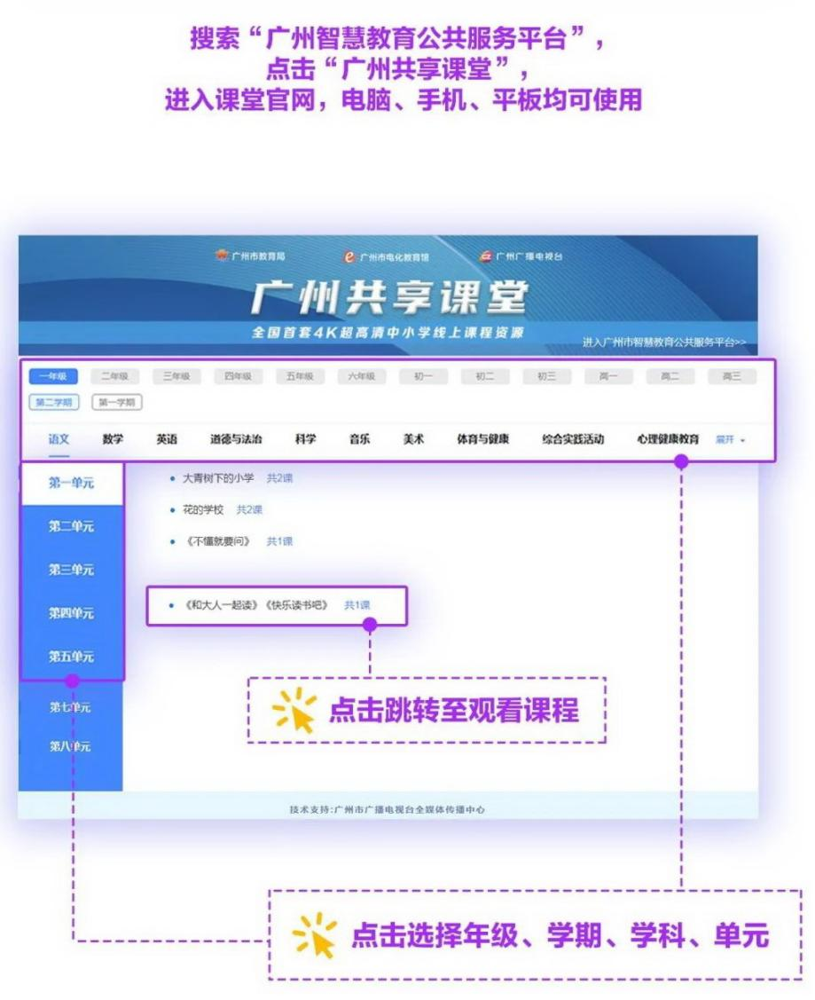 搜索“广州智慧教育公共服务平台”，
点击“广州共享课堂”，
进入课堂官网，电脑、手机、平板均可使用
广州市教育局 广州市电化教育馆 广州广播电视台
广州共享课堂
全国首套4K超高清中小学线上课程资源
进入广州市智慧教育公共服务平台>>
一年级 二年级 三年级 四年级 五年级 六年级 初一 初二 初三 高一 高二 高三
第二学期 第一学期
语文 数学 英语 道德与法治 科学 音乐 美术 体育与健康 综合实践活动 心理健康教育 展开
第一单元
第二单元
第三单元
第四单元
第五单元
第七单元
第八单元
大青树下的小学 共2课
花的学校 共2课
《不懂就要问》 共1课
《和大人一起读》《快乐读书吧》 共1课
点击跳转至观看课程
技术支持:广州市广播电视台全媒体传播中心
点击选择年级、学期、学科、单元